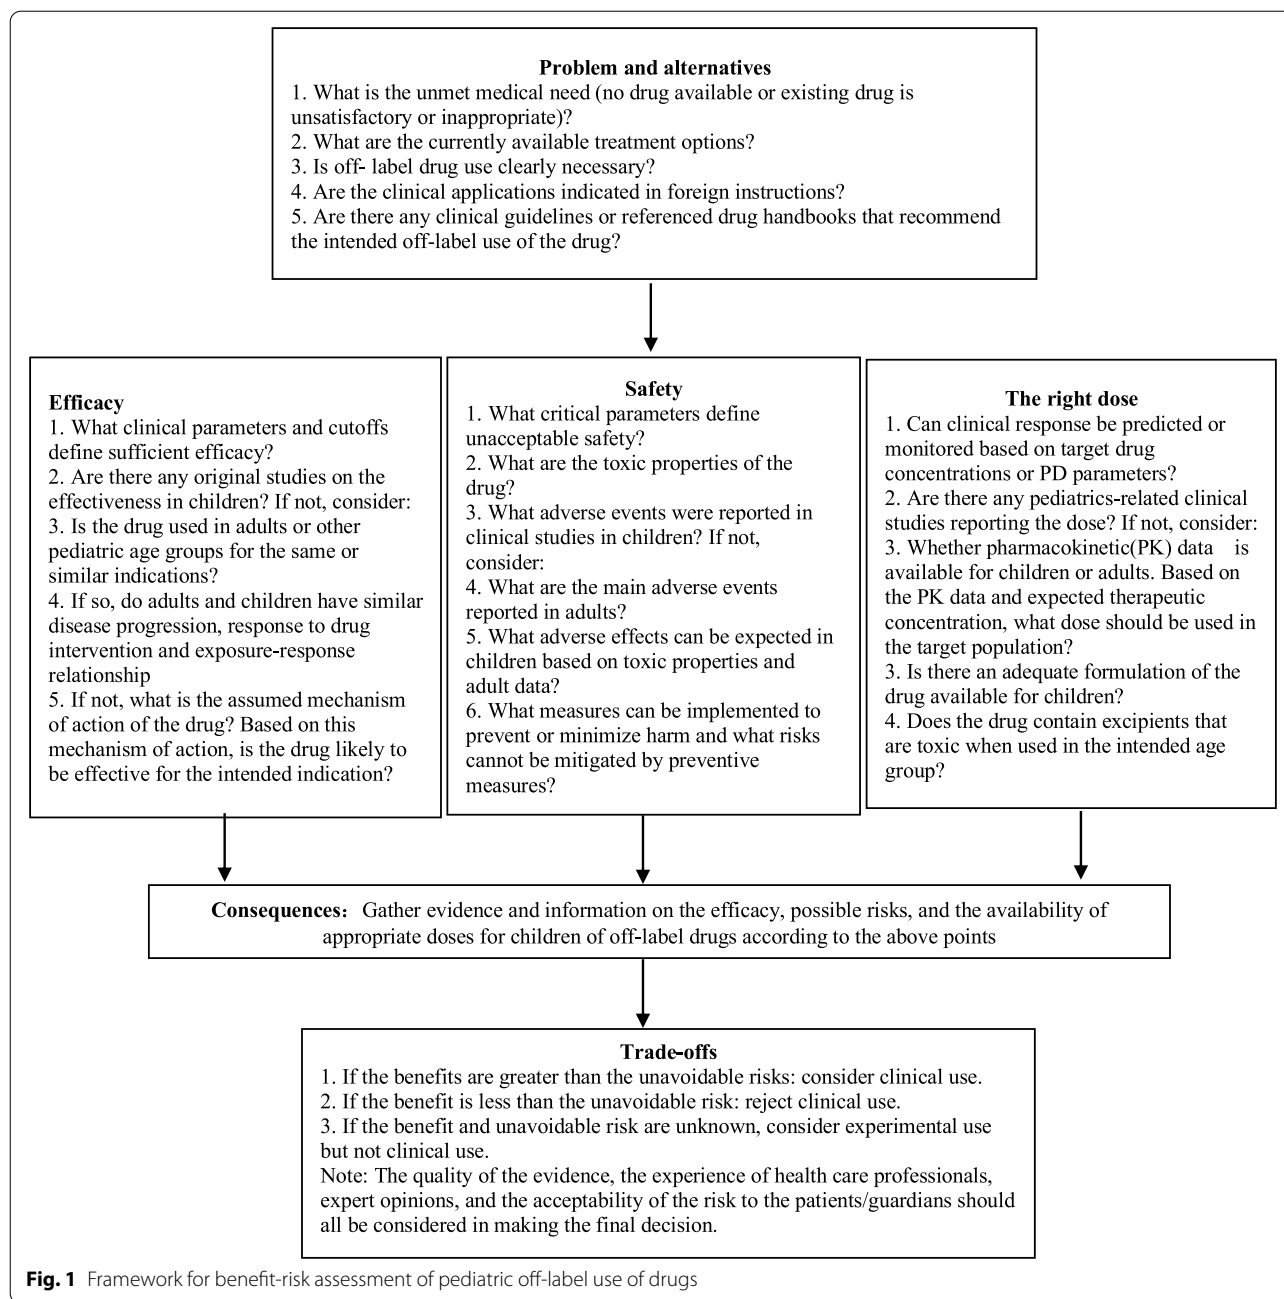 Problem and alternatives
1. What is the unmet medical need (no drug available or existing drug is
unsatisfactory or inappropriate)?
2. What are the currently available treatment options?
3. Is off- label drug use clearly necessary?
4. Are the clinical applications indicated in foreign instructions?
5. Are there any clinical guidelines or referenced drug handbooks that recommend
the intended off-label use of the drug?
Efficacy
1. What clinical parameters and cutoffs
define sufficient efficacy?
2. Are there any original studies on the
effectiveness in children? If not, consider:
3. Is the drug used in adults or other
pediatric age groups for the same or
similar indications?
4. If so, do adults and children have similar
disease progression, response to drug
intervention and exposure-response
relationship
5. If not, what is the assumed mechanism
of action of the drug? Based on this
mechanism of action, is the drug likely to
be effective for the intended indication?
Safety
1. What critical parameters define
unacceptable safety?
2. What are the toxic properties of the
drug?
3. What adverse events were reported in
clinical studies in children? If not,
consider:
4. What are the main adverse events
reported in adults?
5. What adverse effects can be expected in
children based on toxic properties and
adult data?
6. What measures can be implemented to
prevent or minimize harm and what risks
cannot be mitigated by preventive
measures?
The right dose
1. Can clinical response be predicted or
monitored based on target drug
concentrations or PD parameters?
2. Are there any pediatrics-related clinical
studies reporting the dose? If not, consider:
3. Whether pharmacokinetic(PK) data is
available for children or adults. Based on
the PK data and expected therapeutic
concentration, what dose should be used in
the target population?
3. Is there an adequate formulation of the
drug available for children?
4. Does the drug contain excipients that
are toxic when used in the intended age
group?
Consequences: Gather evidence and information on the efficacy, possible risks, and the availability of
appropriate doses for children of off-label drugs according to the above points
Trade-offs
1. If the benefits are greater than the unavoidable risks: consider clinical use.
2. If the benefit is less than the unavoidable risk: reject clinical use.
3. If the benefit and unavoidable risk are unknown, consider experimental use
but not clinical use.
Note: The quality of the evidence, the experience of health care professionals,
expert opinions, and the acceptability of the risk to the patients/guardians should
all be considered in making the final decision.
Fig. 1 Framework for benefit-risk assessment of pediatric off-label use of drugs